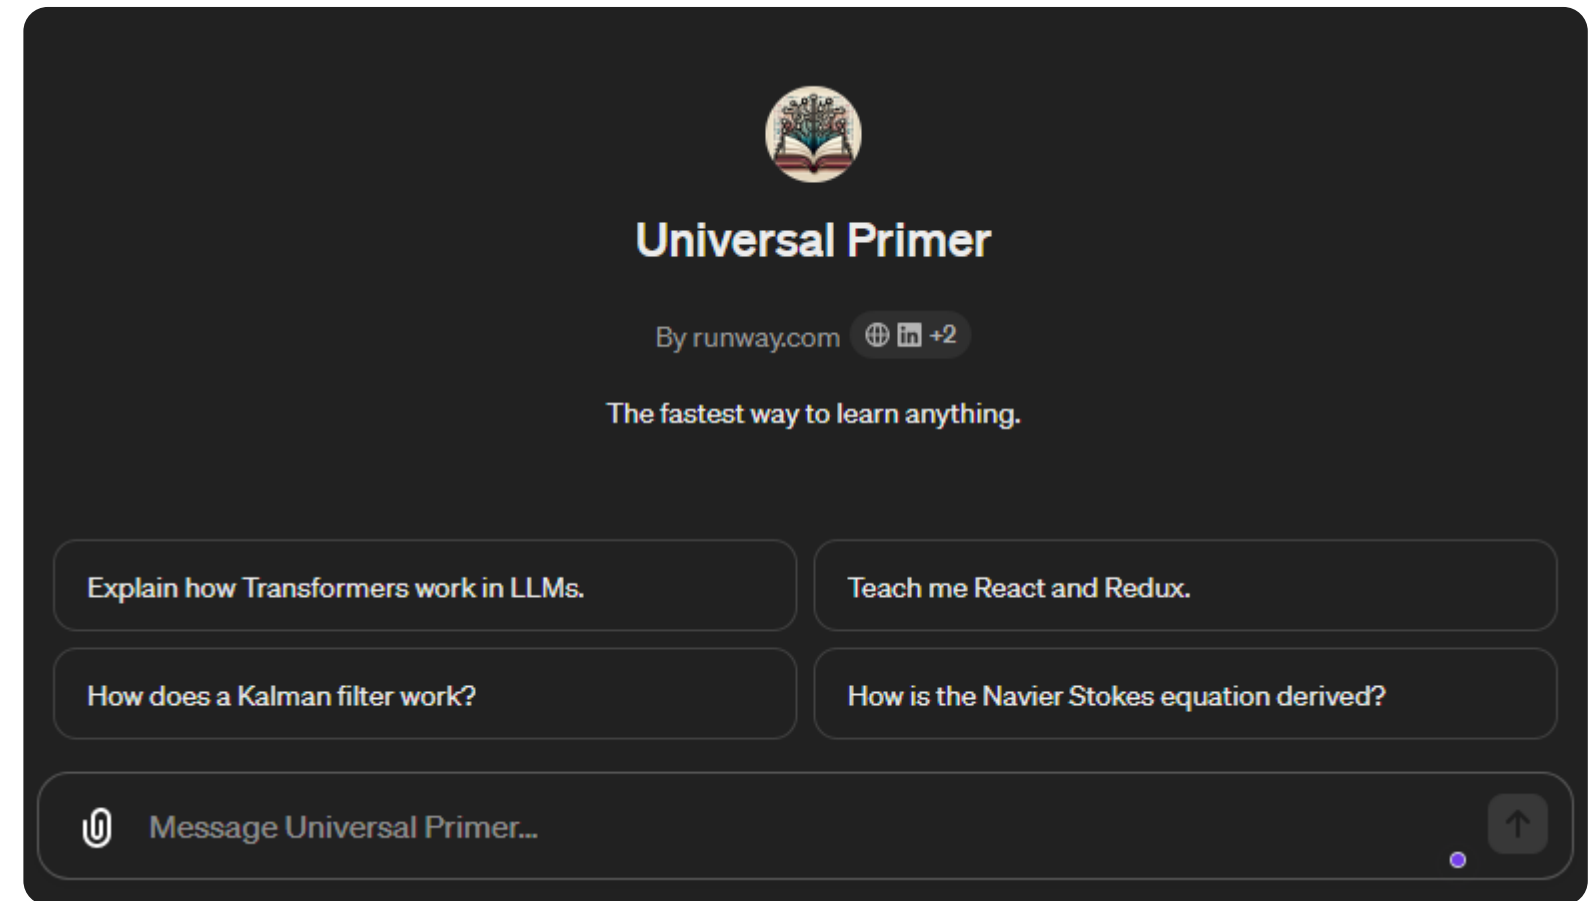 Universal Primer
By runway.com in +2
The fastest way to learn anything.
Explain how Transformers work in LLMs.
Teach me React and Redux.
How does a Kalman filter work?
How is the Navier Stokes equation derived?
Message Universal Primer...